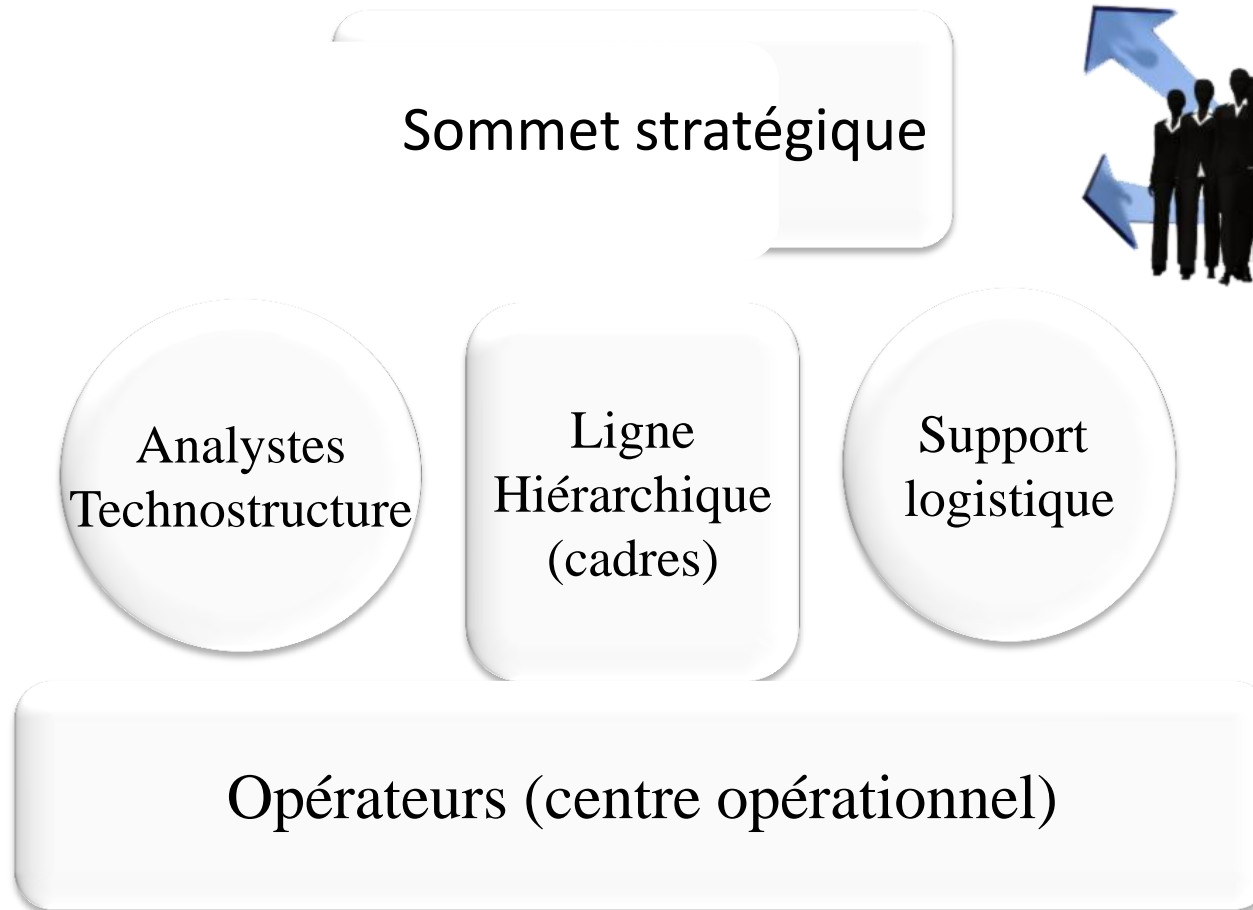 Sommet stratégique
Analystes
Technostructure
Ligne
Hiérarchique
(cadres)
Support
logistique
Opérateurs (centre opérationnel)